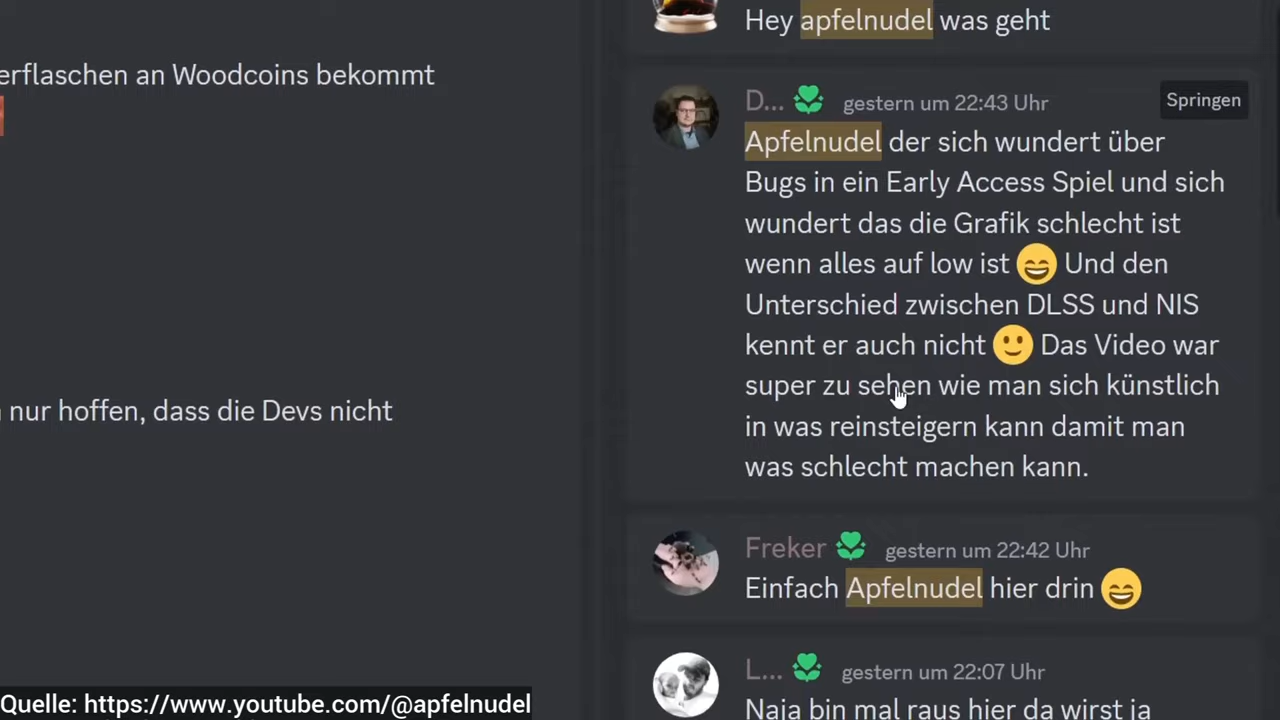 Hey apfelnudel was geht
erflaschen an Woodcoins bekommt
D... gestern um 22:43 Uhr
Springen
Apfelnudel der sich wundert über
Bugs in ein Early Access Spiel und sich
wundert das die Grafik schlecht ist
wenn alles auf low ist 😄 Und den
Unterschied zwischen DLSS und NIS
kennt er auch nicht 🙂 Das Video war
super zu sehen wie man sich künstlich
in was reinsteigern kann damit man
was schlecht machen kann.
nur hoffen, dass die Devs nicht
Freker gestern um 22:42 Uhr
Einfach Apfelnudel hier drin 😄
L... gestern um 22:07 Uhr
Naja bin mal raus hier da wirst ja
Quelle: https://www.youtube.com/@apfelnudel